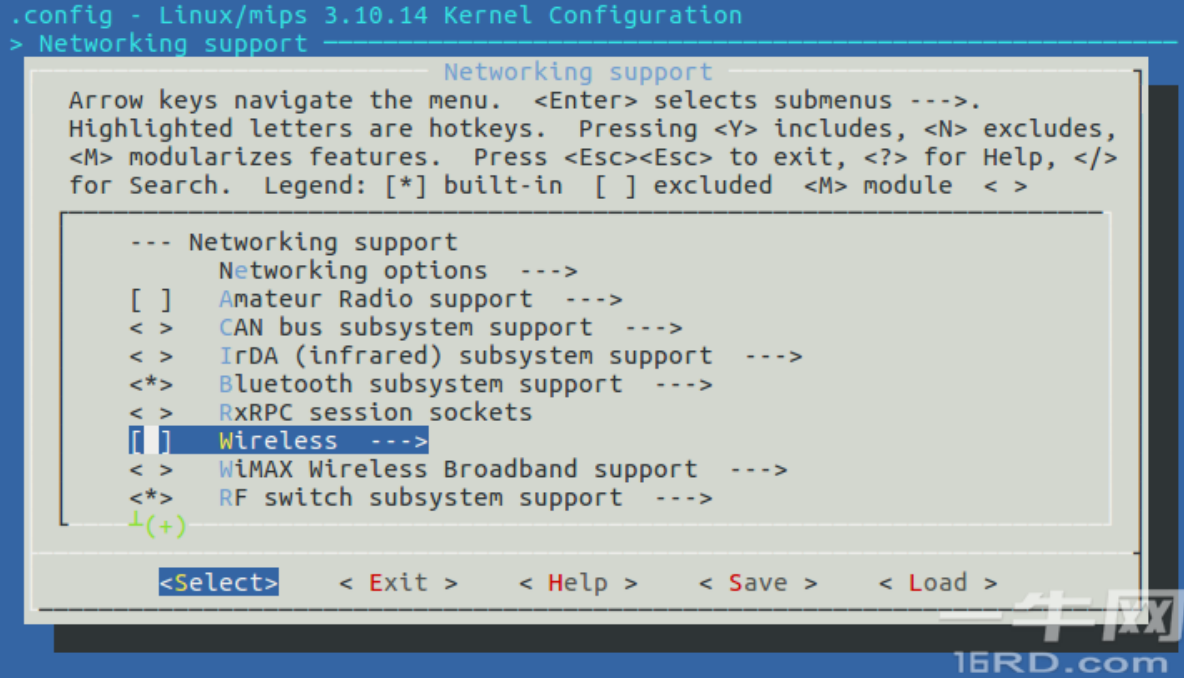 .config - Linux/mips 3.10.14 Kernel Configuration
> Networking support
Networking support
Arrow keys navigate the menu.  <Enter> selects submenus --->.
Highlighted letters are hotkeys.  Pressing <Y> includes, <N> excludes,
<M> modularizes features.  Press <Esc><Esc> to exit, <?> for Help, </>
for Search.  Legend: [*] built-in  [ ] excluded  <M> module  < >
--- Networking support
Networking options  --->
[ ]   Amateur Radio support  --->
< >   CAN bus subsystem support  --->
< >   IrDA (infrared) subsystem support  --->
<*>   Bluetooth subsystem support  --->
< >   RxRPC session sockets
[ ]   Wireless  --->
< >   WiMAX Wireless Broadband support  --->
<*>   RF switch subsystem support  --->
┴(+)
<Select>    < Exit >    < Help >    < Save >    < Load >
一牛网
16RD.com